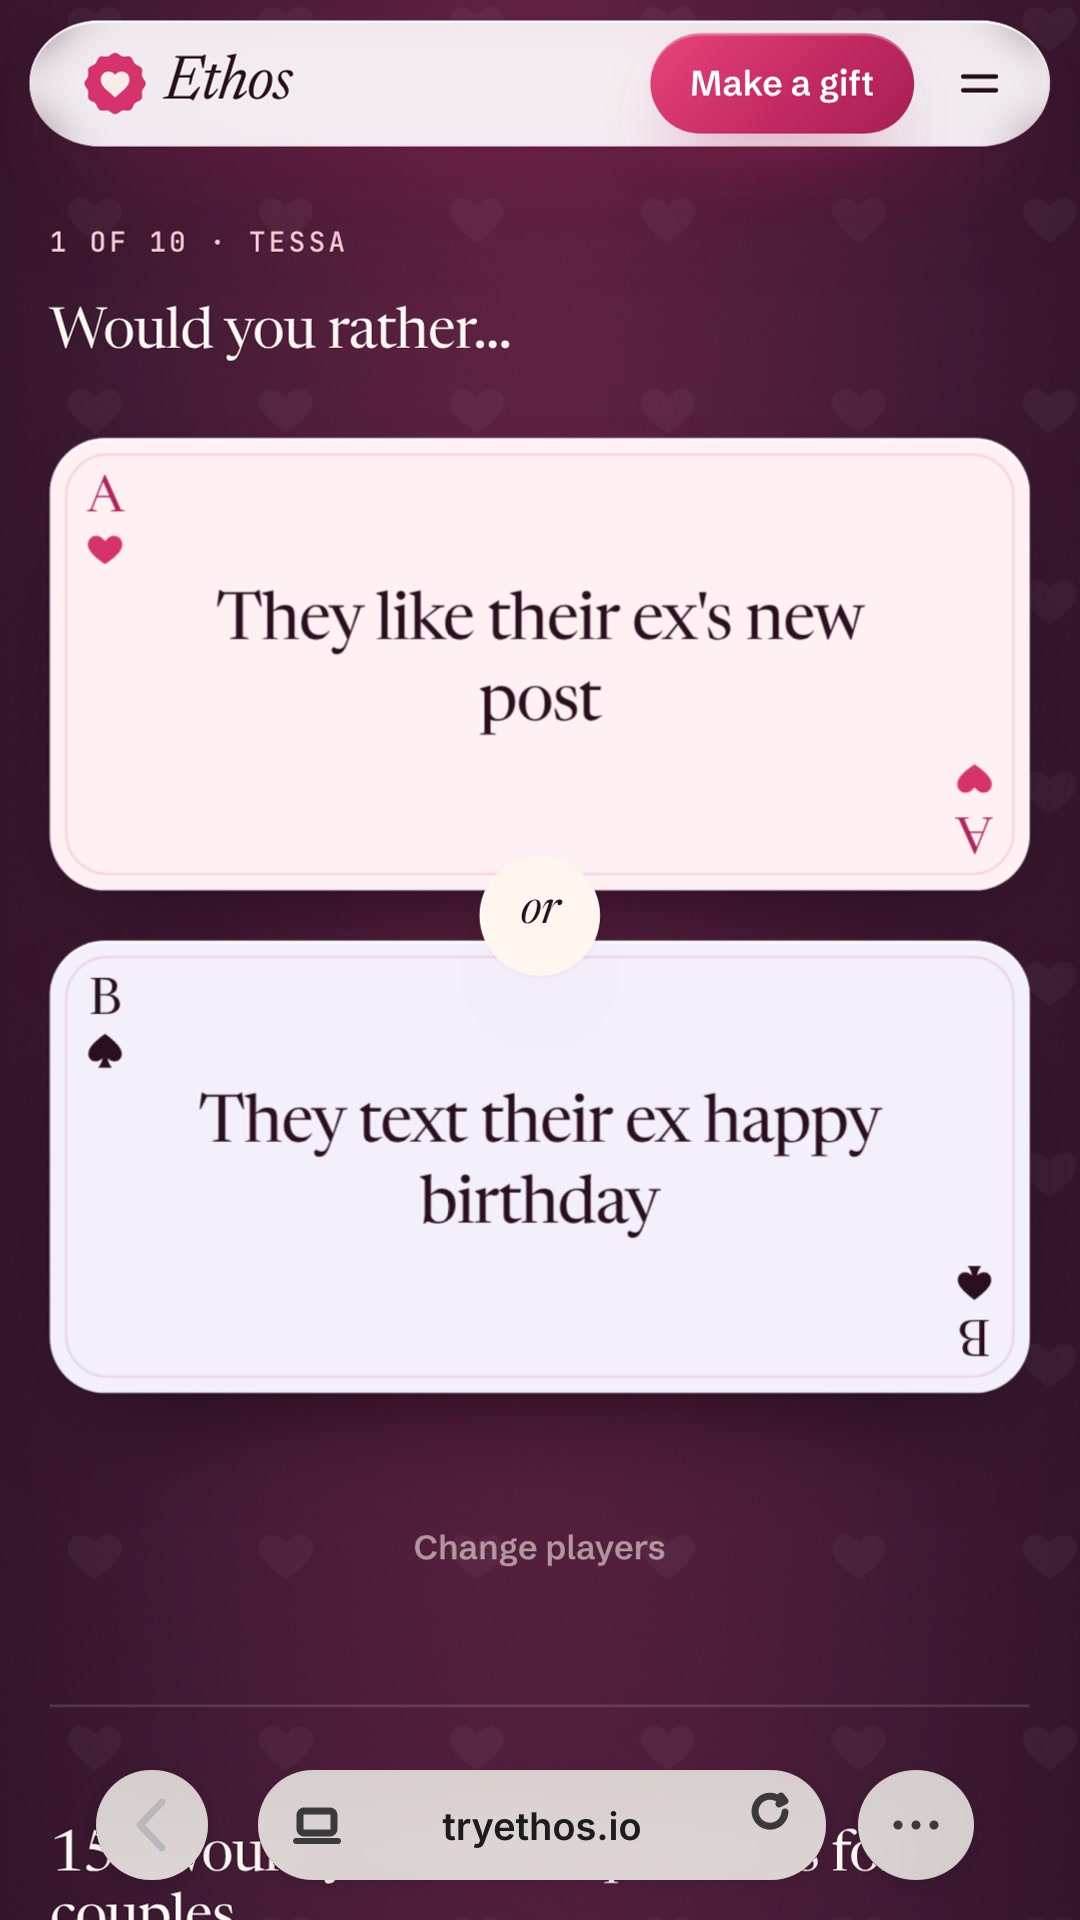 Ethos
Make a gift
1 OF 10 · TESSA
Would you rather...
A
They like their ex's new
post
A
or
B
They text their ex happy
birthday
B
Change players
tryethos.io
couples